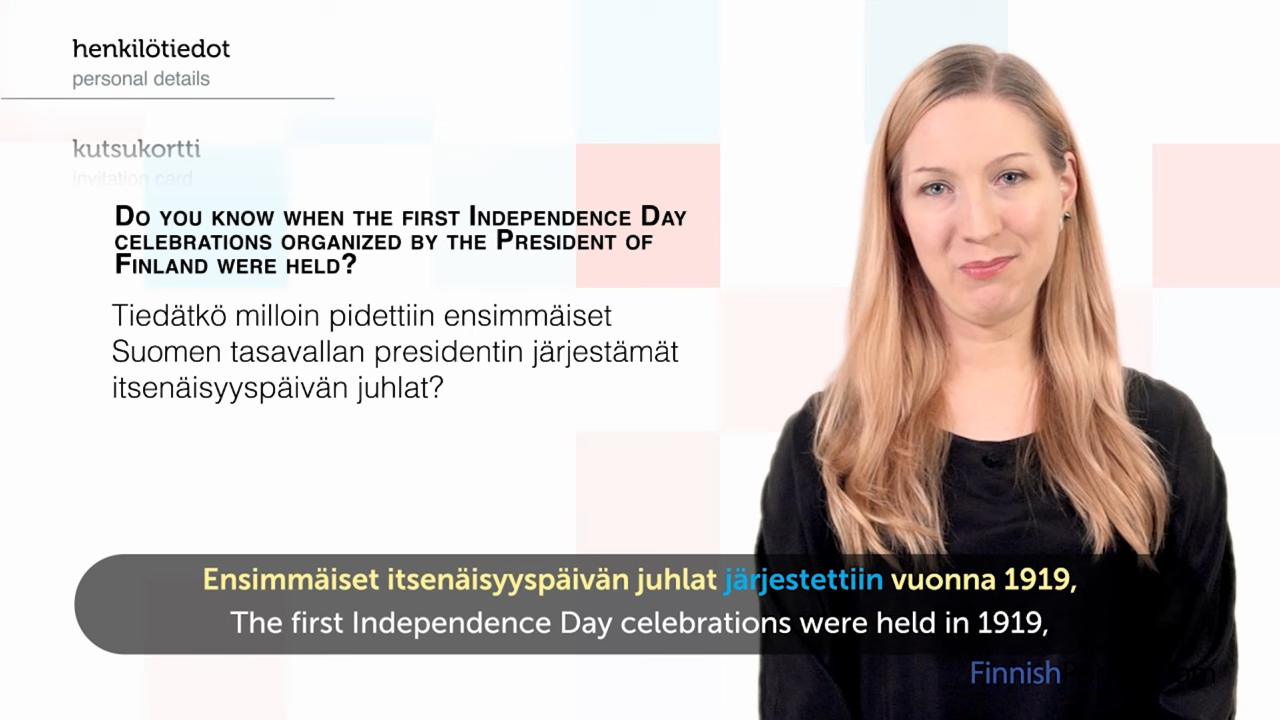 henkilötiedot
personal details
kutsukortti
invitation card
DO YOU KNOW WHEN THE FIRST INDEPENDENCE DAY
CELEBRATIONS ORGANIZED BY THE PRESIDENT OF
FINLAND WERE HELD?
Tiedätkö milloin pidettiin ensimmäiset
Suomen tasavallan presidentin järjestämät
itsenäisyyspäivän juhlat?
Ensimmäiset itsenäisyyspäivän juhlat järjestettiin vuonna 1919,
The first Independence Day celebrations were held in 1919,
Finnish